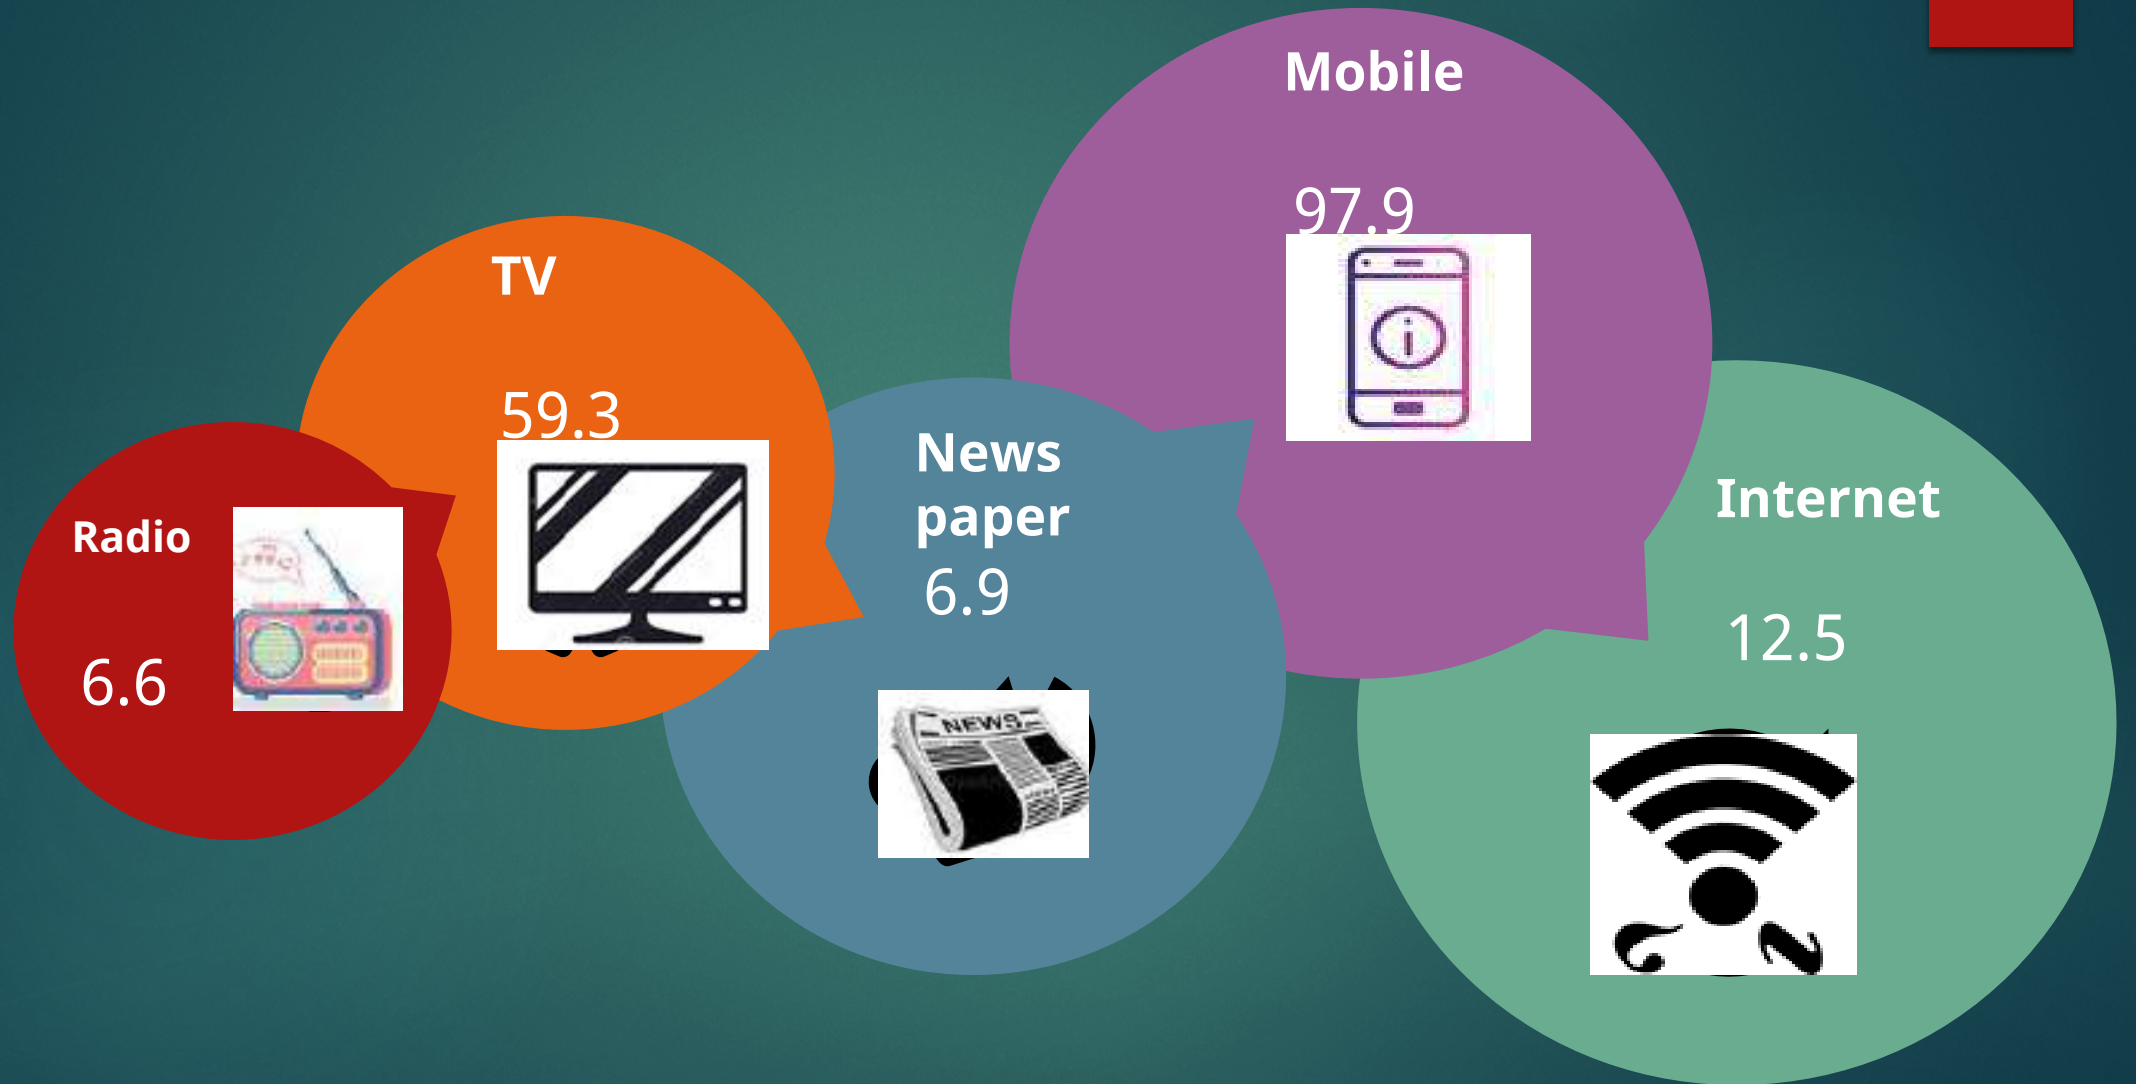 Radio
6.6
TV
59.3
News
paper
6.9
NEWS
Mobile
97.9
i
Internet
12.5